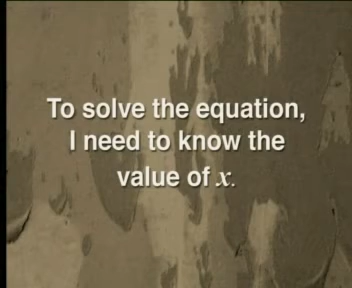 To solve the equation,
I need to know the
value of x.